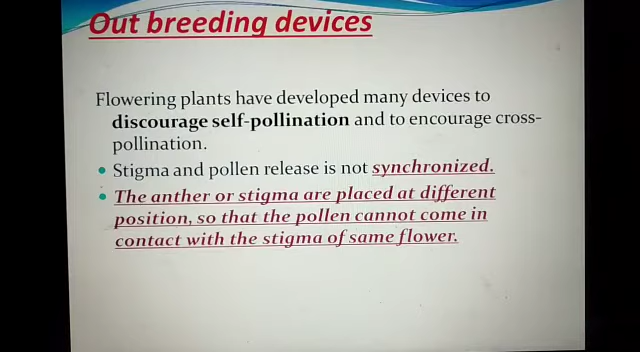 Out breeding devices
Flowering plants have developed many devices to
discourage self-pollination and to encourage cross-
pollination.
Stigma and pollen release is not synchronized.
The anther or stigma are placed at different
position, so that the pollen cannot come in
contact with the stigma of same flower.